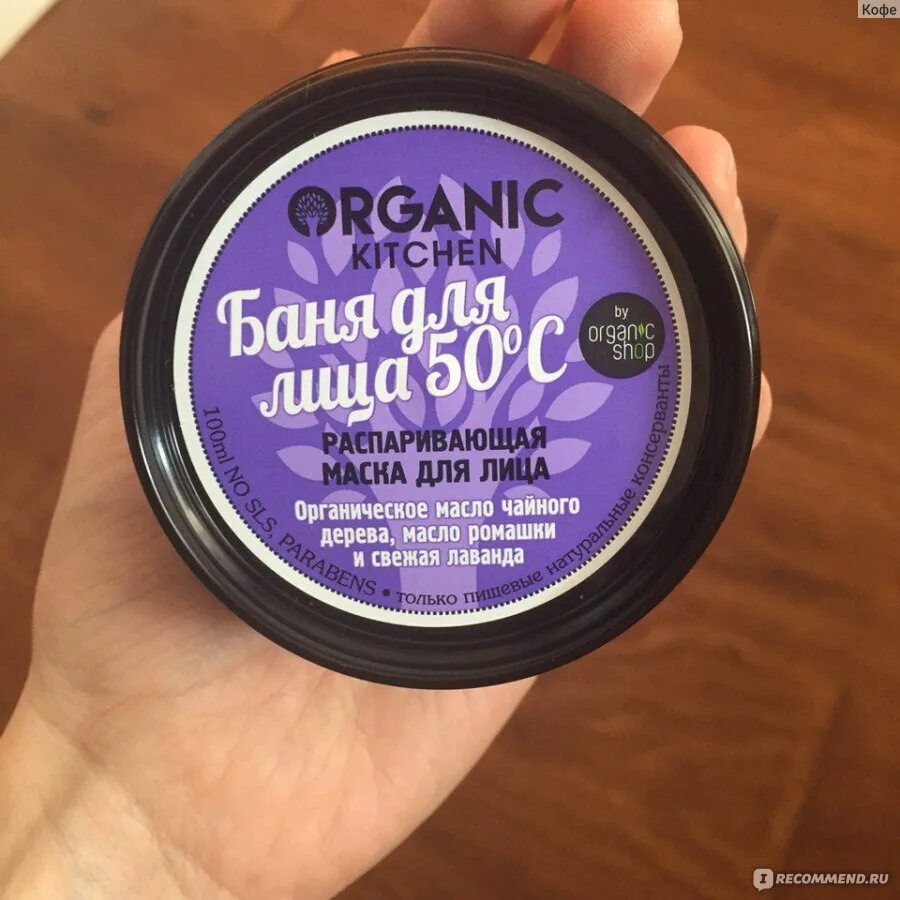 Кофе
ORGANIC
KITCHEN
Баня для
лица 50°C
by
organic
shop
РАСПАРИВАЮЩАЯ
МАСКА ДЛЯ ЛИЦА
Органическое масло чайного
дерева, масло ромашки
и свежая лаванда
100ml NO SLS, PARABENS • только пищевые натуральные консерванты
IRECOMMEND.RU